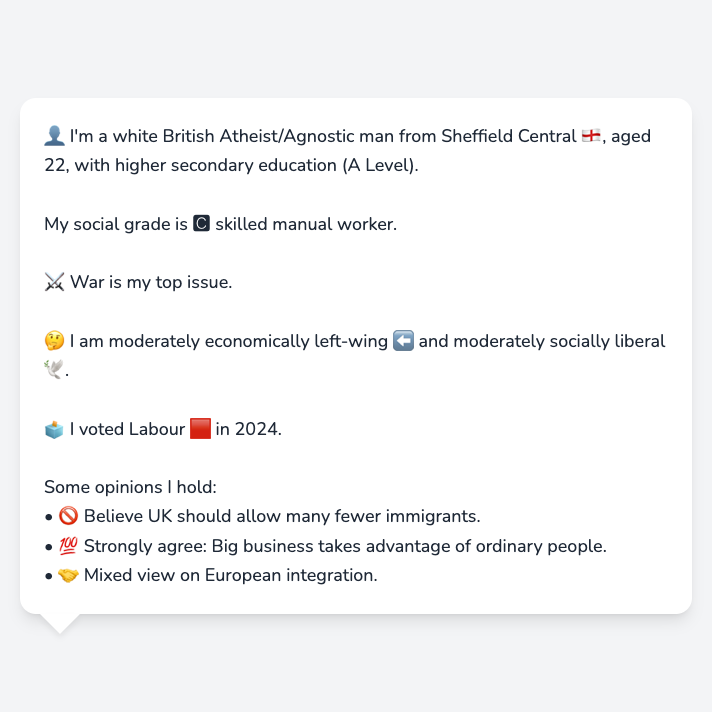 👤 I'm a white British Atheist/Agnostic man from Sheffield Central 🏴󠁧󠁢󠁥󠁮󠁧󠁿, aged
22, with higher secondary education (A Level).
My social grade is 🅲 skilled manual worker.
⚔️ War is my top issue.
🤔 I am moderately economically left-wing ⬅️ and moderately socially liberal
🕊️.
🗳️ I voted Labour 🟥 in 2024.
Some opinions I hold:
• 🚫 Believe UK should allow many fewer immigrants.
• 💯 Strongly agree: Big business takes advantage of ordinary people.
• 🤝 Mixed view on European integration.